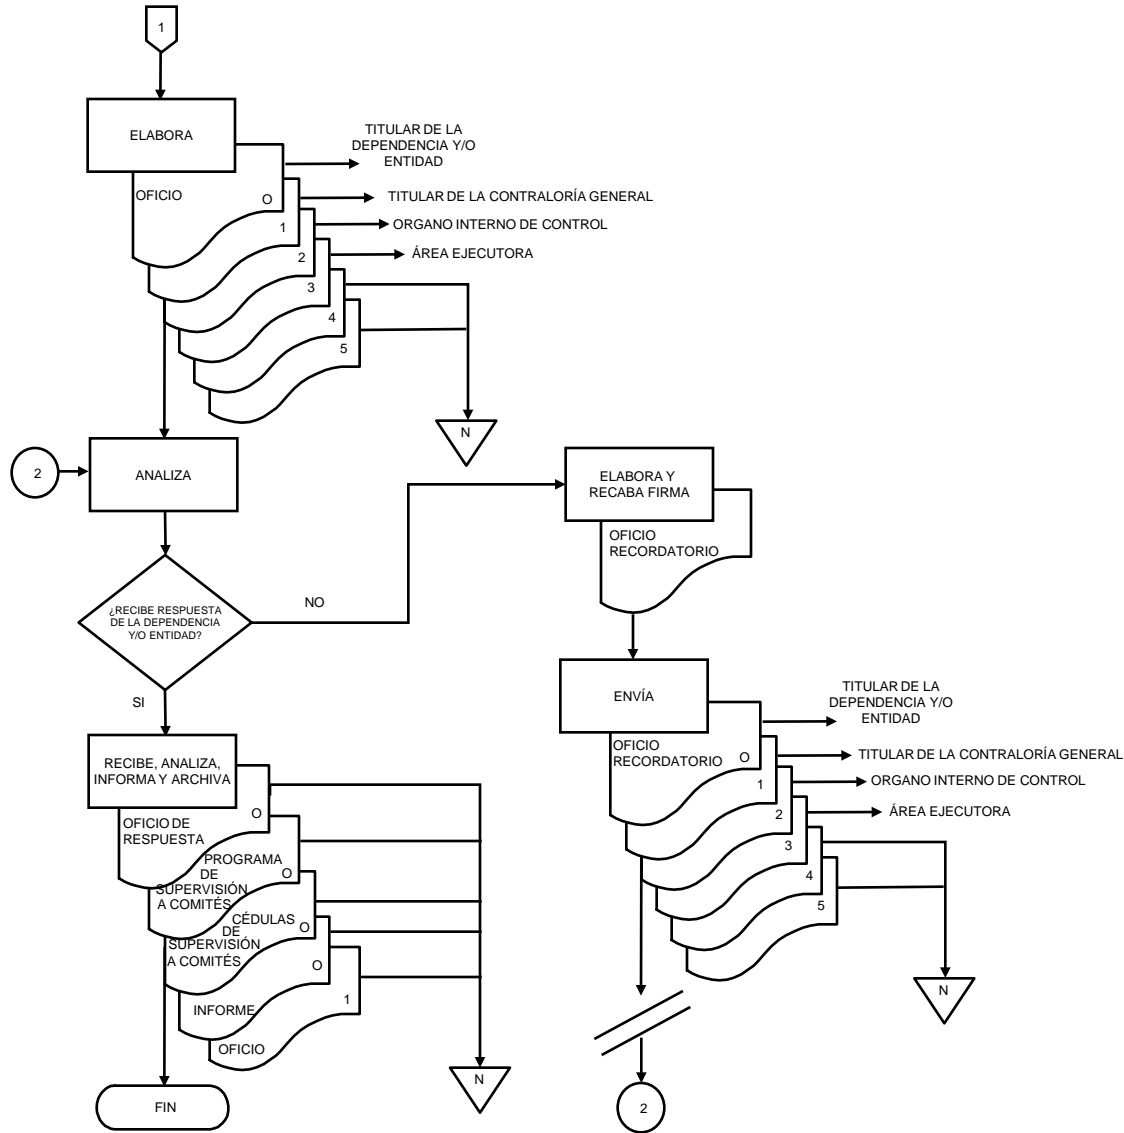 1
ELABORA
TITULAR DE LA
DEPENDENCIA Y/O
ENTIDAD
OFICIO
O
TITULAR DE LA CONTRALORÍA GENERAL
1
ORGANO INTERNO DE CONTROL
2
ÁREA EJECUTORA
3
4
5
N
2
ANALIZA
ELABORA Y
RECABA FIRMA
OFICIO
RECORDATORIO
¿RECIBE RESPUESTA
DE LA DEPENDENCIA
Y/O ENTIDAD?
NO
SI
ENVÍA
TITULAR DE LA
DEPENDENCIA Y/O
ENTIDAD
OFICIO
RECORDATORIO
O
TITULAR DE LA CONTRALORÍA GENERAL
1
ORGANO INTERNO DE CONTROL
2
ÁREA EJECUTORA
3
4
5
N
2
RECIBE, ANALIZA,
INFORMA Y ARCHIVA
OFICIO DE
RESPUESTA
O
PROGRAMA
DE
SUPERVISIÓN
A COMITÉS
O
CÉDULAS
DE
SUPERVISIÓN
A COMITÉS
O
INFORME
O
OFICIO
1
N
FIN